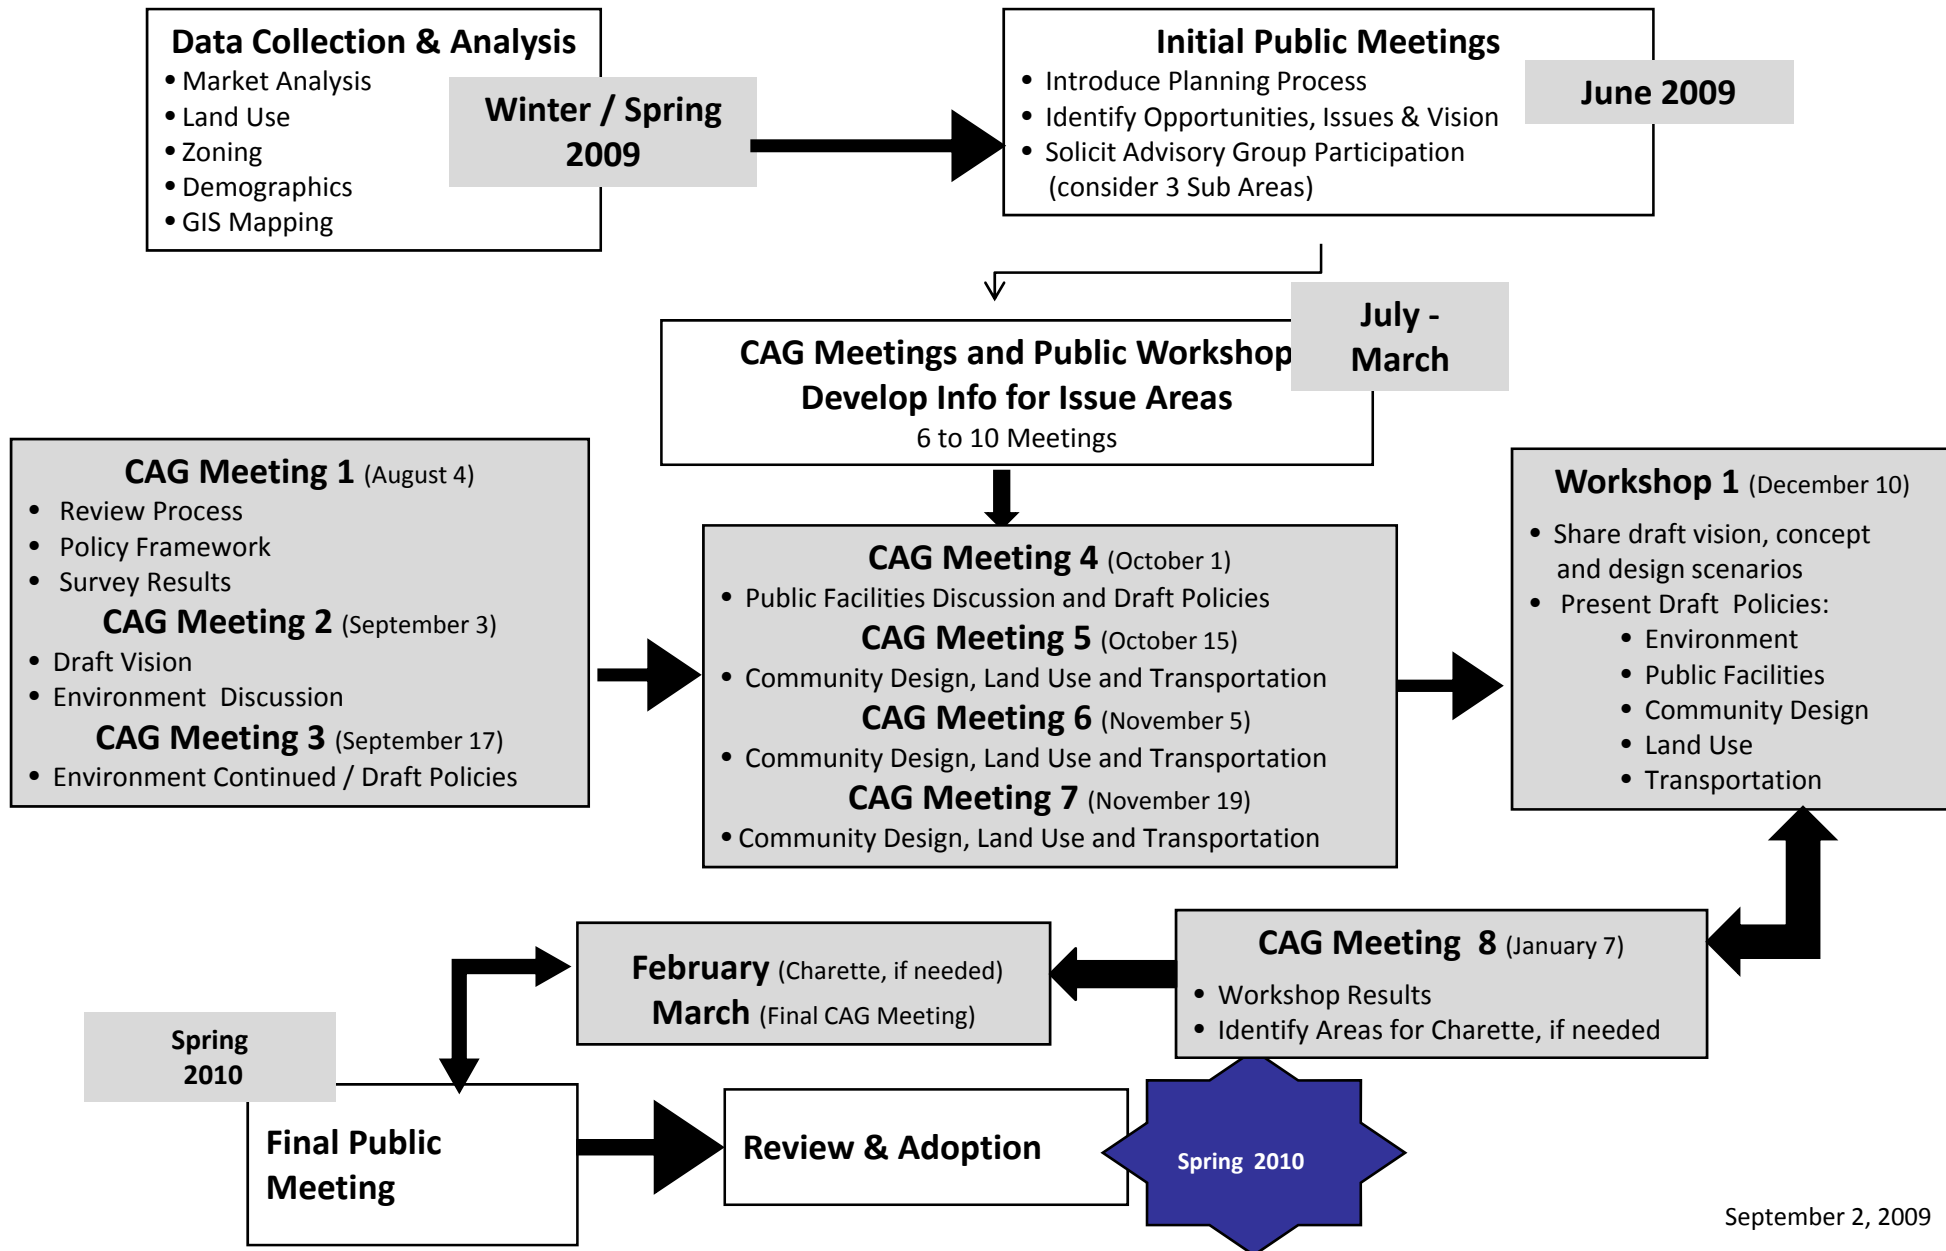 Data Collection & Analysis
• Market Analysis
• Land Use
• Zoning
• Demographics
• GIS Mapping
Winter / Spring
2009
Initial Public Meetings
• Introduce Planning Process
• Identify Opportunities, Issues & Vision
• Solicit Advisory Group Participation
(consider 3 Sub Areas)
June 2009
CAG Meetings and Public Workshop
Develop Info for Issue Areas
6 to 10 Meetings
July -
March
CAG Meeting 1 (August 4)
• Review Process
• Policy Framework
• Survey Results
CAG Meeting 2 (September 3)
• Draft Vision
• Environment Discussion
CAG Meeting 3 (September 17)
• Environment Continued / Draft Policies
CAG Meeting 4 (October 1)
• Public Facilities Discussion and Draft Policies
CAG Meeting 5 (October 15)
• Community Design, Land Use and Transportation
CAG Meeting 6 (November 5)
• Community Design, Land Use and Transportation
CAG Meeting 7 (November 19)
• Community Design, Land Use and Transportation
Workshop 1 (December 10)
• Share draft vision, concept
and design scenarios
• Present Draft Policies:
• Environment
• Public Facilities
• Community Design
• Land Use
• Transportation
CAG Meeting 8 (January 7)
• Workshop Results
• Identify Areas for Charette, if needed
February (Charette, if needed)
March (Final CAG Meeting)
Spring
2010
Final Public
Meeting
Review & Adoption
Spring 2010
September 2, 2009